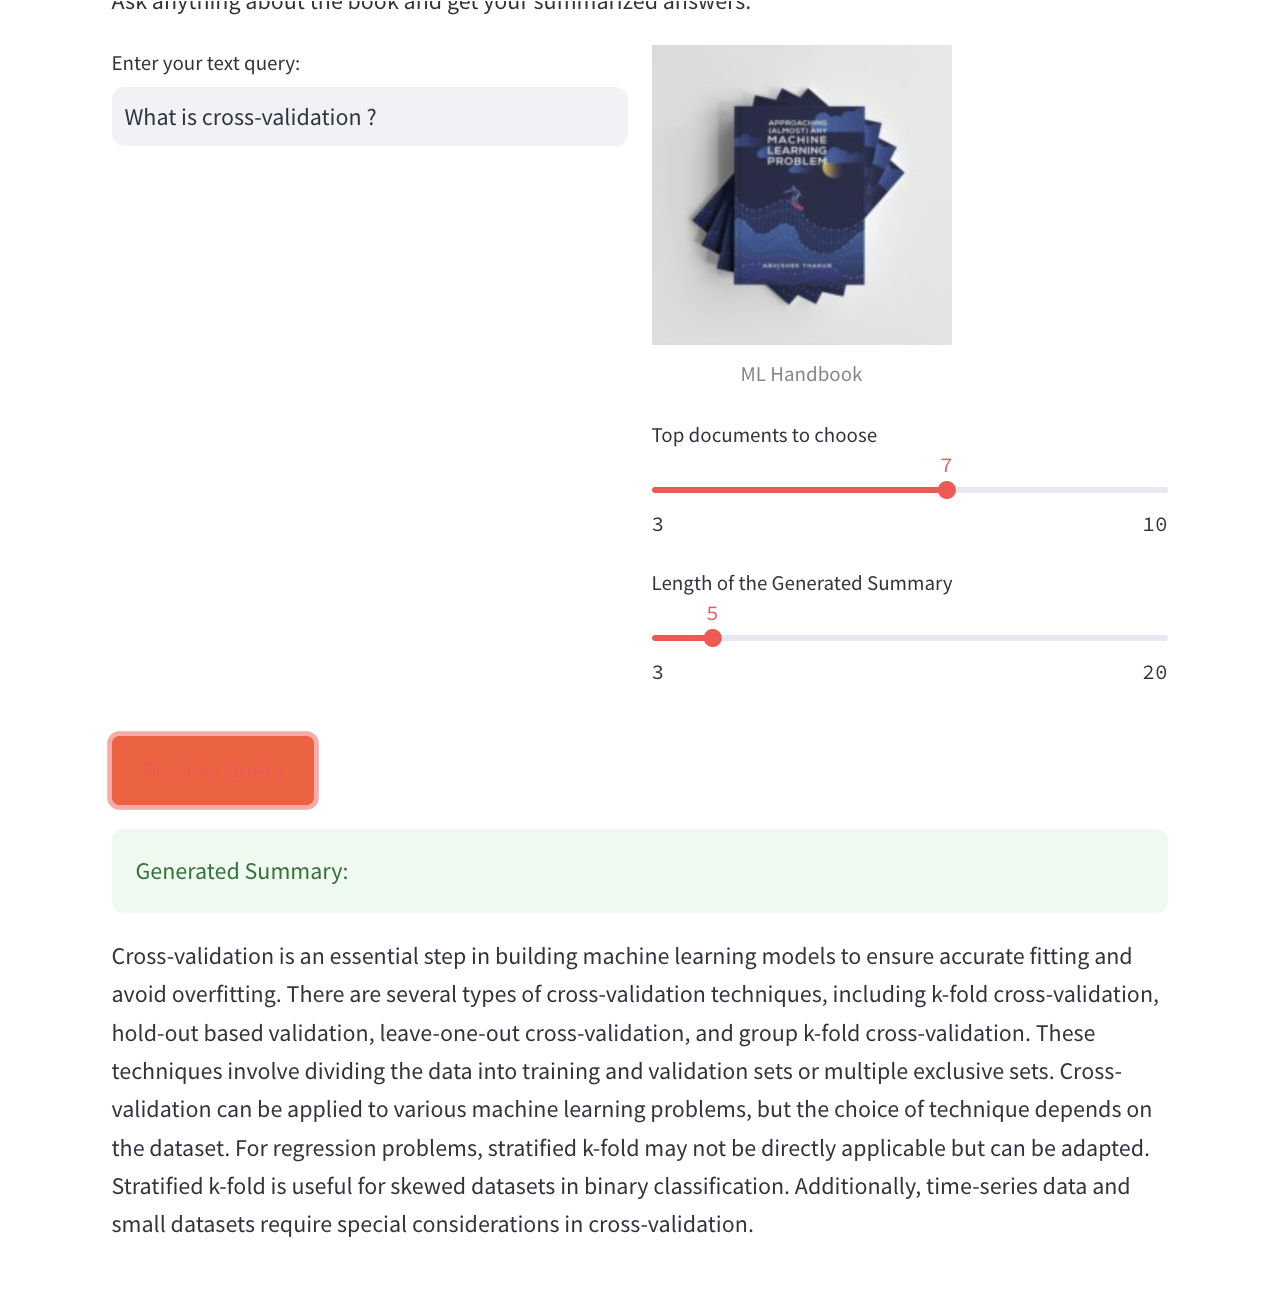 Ask anything about the book and get your summarized answers.
Enter your text query:
What is cross-validation ?
APPROACHING
(ALMOST) ANY
MACHINE
LEARNING
PROBLEM
ABHISHEK THAKUR
ML Handbook
Top documents to choose
7
3 10
Length of the Generated Summary
5
3 20
Process Query
Generated Summary:
Cross-validation is an essential step in building machine learning models to ensure accurate fitting and
avoid overfitting. There are several types of cross-validation techniques, including k-fold cross-validation,
hold-out based validation, leave-one-out cross-validation, and group k-fold cross-validation. These
techniques involve dividing the data into training and validation sets or multiple exclusive sets. Cross-
validation can be applied to various machine learning problems, but the choice of technique depends on
the dataset. For regression problems, stratified k-fold may not be directly applicable but can be adapted.
Stratified k-fold is useful for skewed datasets in binary classification. Additionally, time-series data and
small datasets require special considerations in cross-validation.